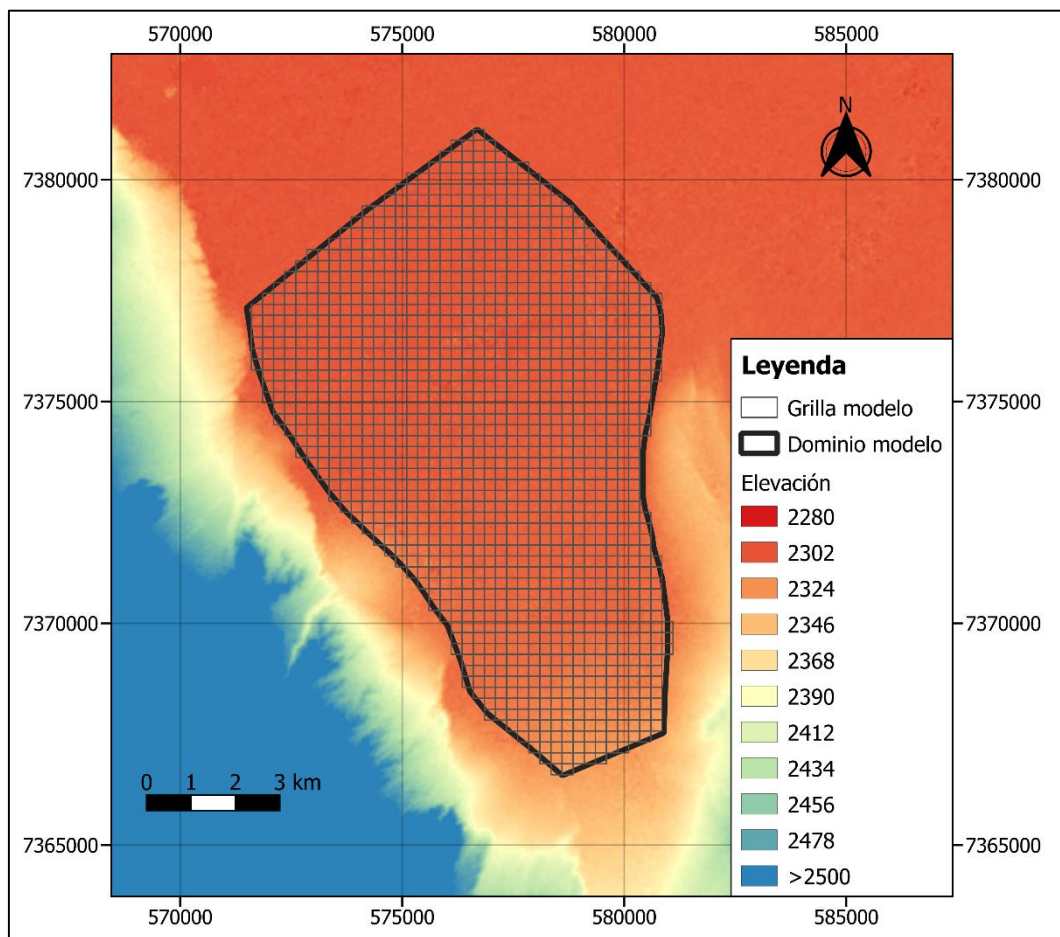 570000 575000 580000 585000
N
7380000 7380000
7375000 7375000
7370000 7370000
7365000 7365000
Leyenda
Grilla modelo
Dominio modelo
Elevación
2280
2302
2324
2346
2368
2390
2412
2434
2456
2478
>2500
0 1 2 3 km
570000 575000 580000 585000